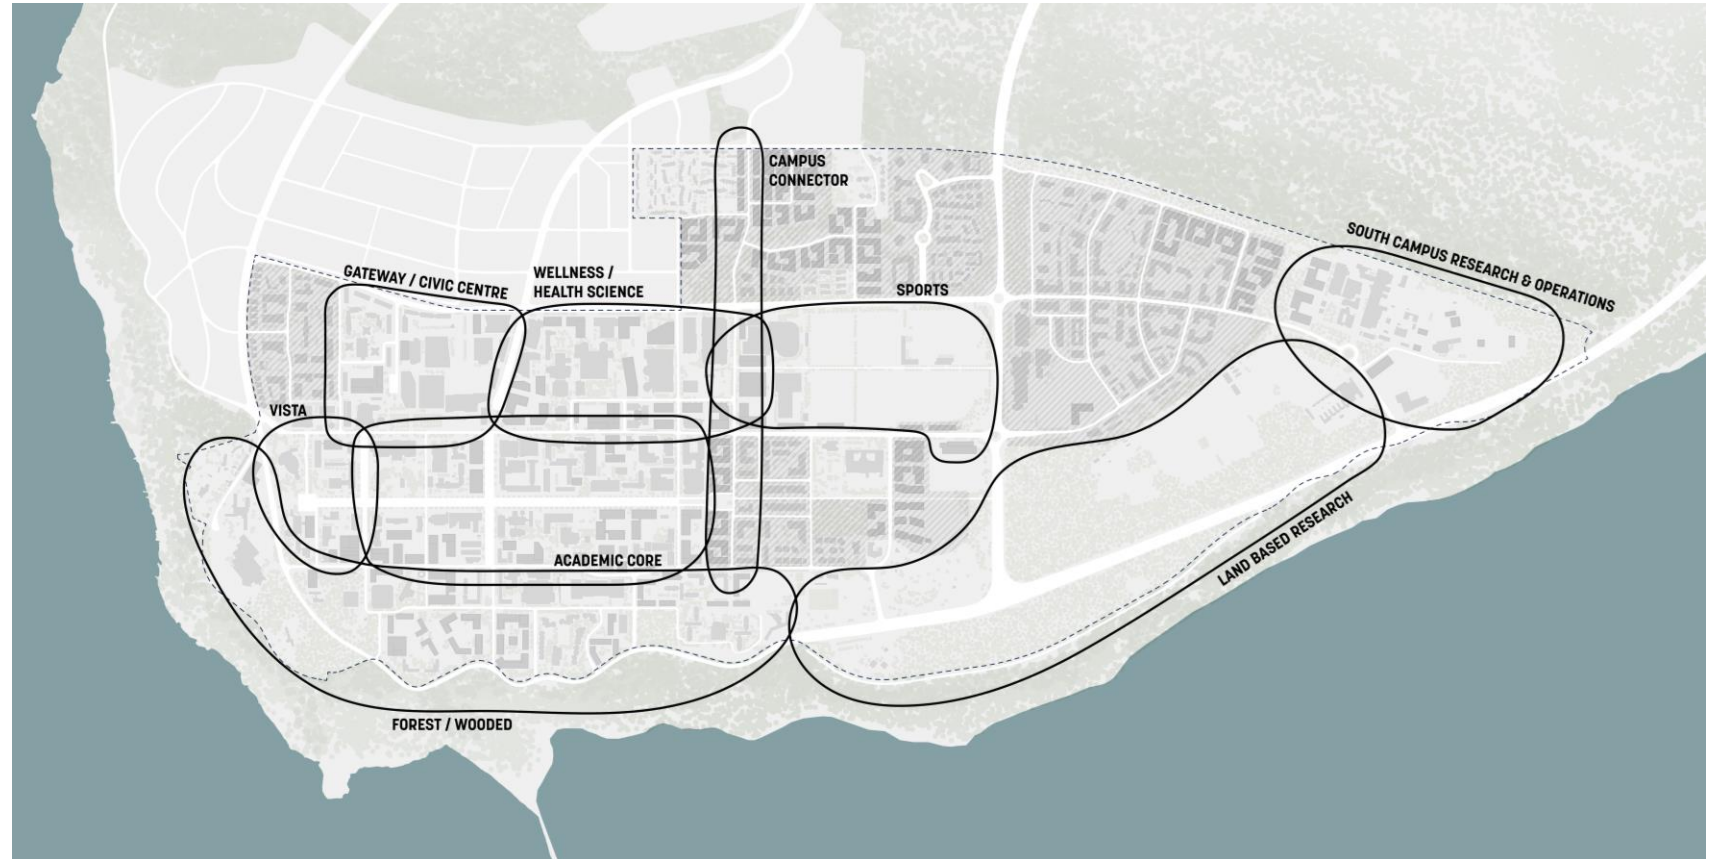 CAMPUS
CONNECTOR
SOUTH CAMPUS RESEARCH & OPERATIONS
GATEWAY / CIVIC CENTRE
WELLNESS /
HEALTH SCIENCE
SPORTS
VISTA
ACADEMIC CORE
LAND BASED RESEARCH
FOREST / WOODED